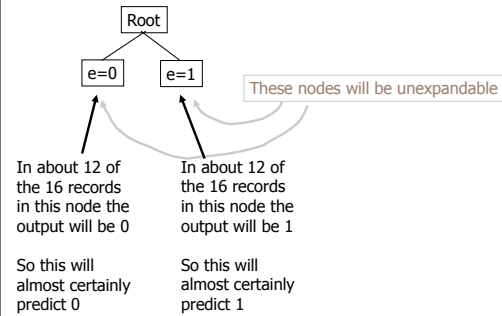 Root
e=0
e=1
These nodes will be unexpandable
In about 12 of
the 16 records
in this node the
output will be 0
So this will
almost certainly
predict 0
In about 12 of
the 16 records
in this node the
output will be 1
So this will
almost certainly
predict 1